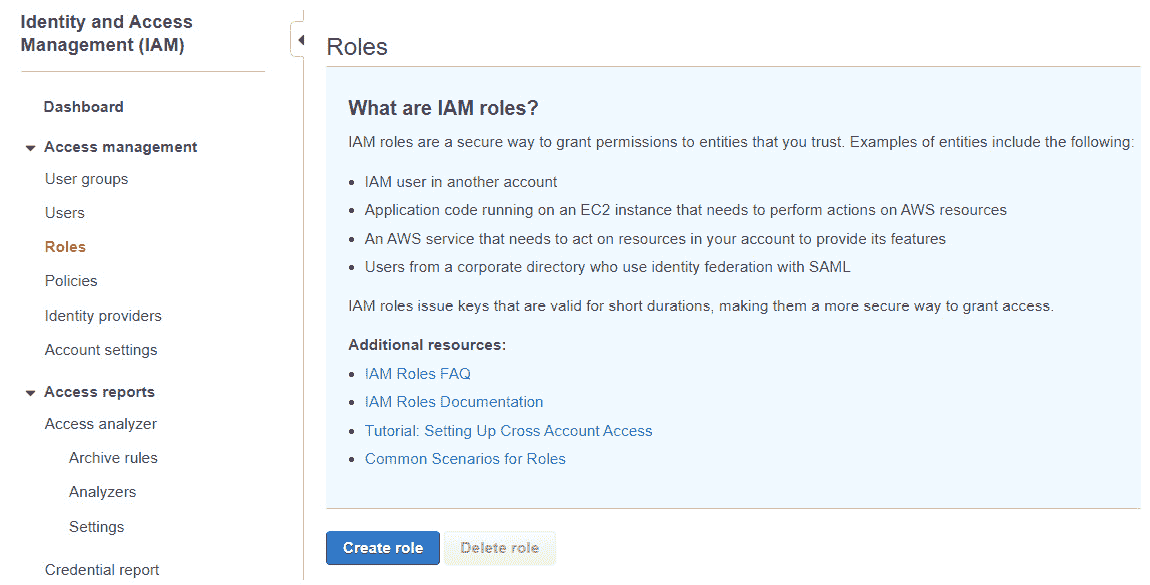 Identity and Access
Management (IAM)
Dashboard
Access management
User groups
Users
Roles
Policies
Identity providers
Account settings
Access reports
Access analyzer
Archive rules
Analyzers
Settings
Credential report
Roles
What are IAM roles?
IAM roles are a secure way to grant permissions to entities that you trust. Examples of entities include the following:
IAM user in another account
Application code running on an EC2 instance that needs to perform actions on AWS resources
An AWS service that needs to act on resources in your account to provide its features
Users from a corporate directory who use identity federation with SAML
IAM roles issue keys that are valid for short durations, making them a more secure way to grant access.
Additional resources:
IAM Roles FAQ
IAM Roles Documentation
Tutorial: Setting Up Cross Account Access
Common Scenarios for Roles
Create role
Delete role